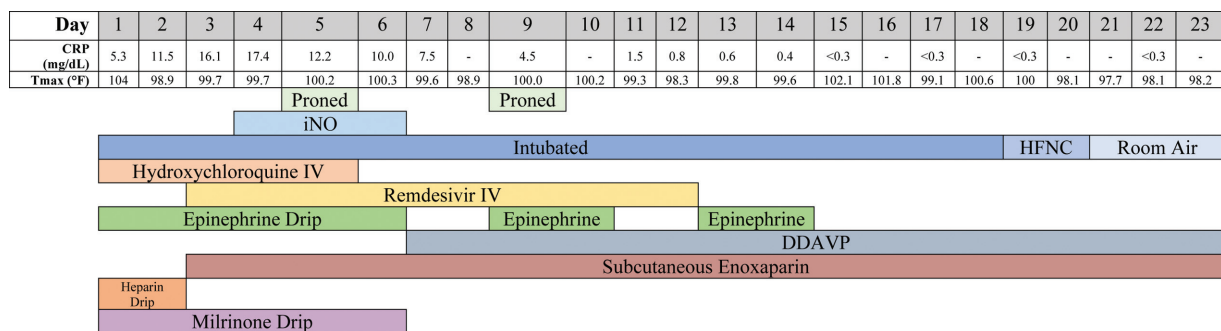 Day 1 2 3 4 5 6 7 8 9 10 11 12 13 14 15 16 17 18 19 20 21 22 23
CRP (mg/dL) 5.3 11.5 16.1 17.4 12.2 10.0 7.5 - 4.5 - 1.5 0.8 0.6 0.4 <0.3 - <0.3 - <0.3 - - <0.3 -
Tmax (°F) 104 98.9 99.7 99.7 100.2 100.3 99.6 98.9 100.0 100.2 99.3 98.3 99.8 99.6 102.1 101.8 99.1 100.6 100 98.1 97.7 98.1 98.2
Proned Proned
iNO
Intubated HFNC Room Air
Hydroxychloroquine IV
Remdesivir IV
Epinephrine Drip Epinephrine Epinephrine
DDAVP
Subcutaneous Enoxaparin
Heparin
Drip
Milrinone Drip